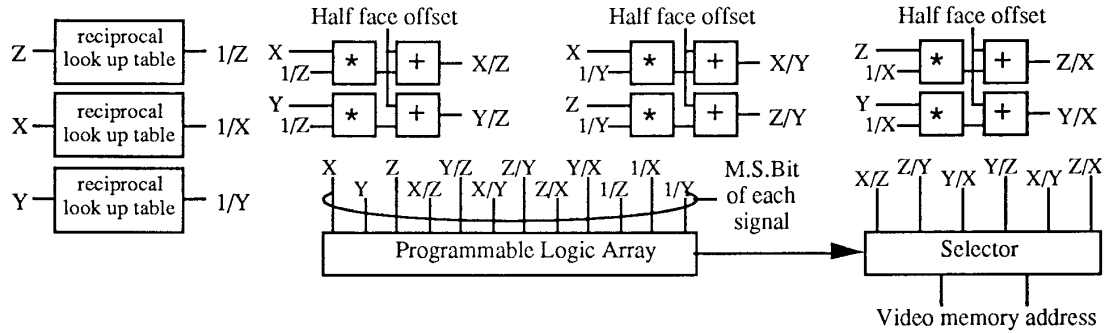 Z
reciprocal
look up table
1/Z
X
reciprocal
look up table
1/X
Y
reciprocal
look up table
1/Y
Half face offset
X
1/Z
*
+
X/Z
Y
1/Z
*
+
Y/Z
Half face offset
X
1/Y
*
+
X/Y
Z
1/Y
*
+
Z/Y
Half face offset
Z
1/X
*
+
Z/X
Y
1/X
*
+
Y/X
X Z Y/Z Z/Y Y/X 1/X
Y X/Z X/Y Z/X 1/Z 1/Y
M.S.Bit
of each
signal
Programmable Logic Array
X/Z Z/Y Y/X Y/Z X/Y Z/X
Selector
Video memory address